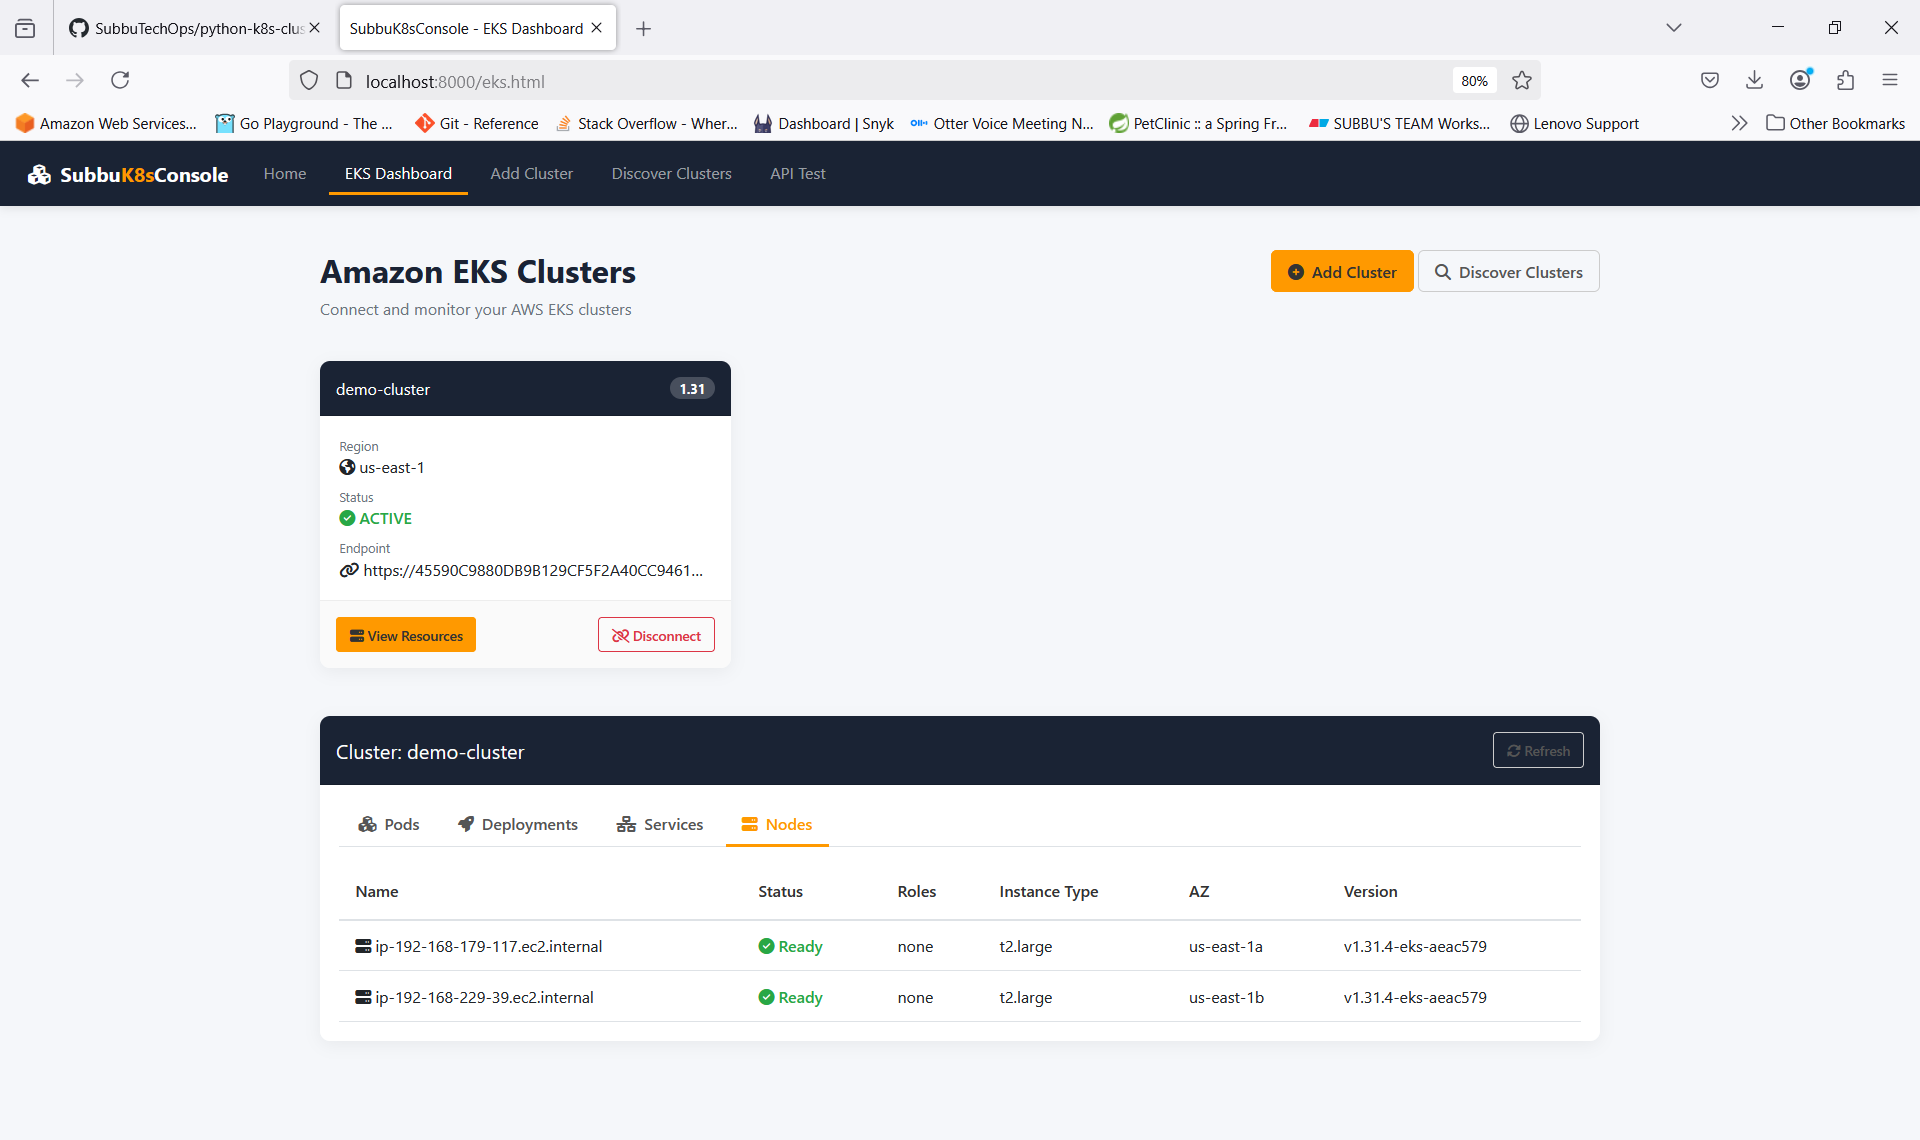 SubbuTechOps/python-k8s-clus
SubbuK8sConsole - EKS Dashboard
localhost:8000/eks.html
80%
Amazon Web Services...
Go Playground - The ...
Git - Reference
Stack Overflow - Wher...
Dashboard | Snyk
Otter Voice Meeting N...
PetClinic :: a Spring Fr...
SUBBU'S TEAM Works...
Lenovo Support
Other Bookmarks
SubbuK8sConsole
Home
EKS Dashboard
Add Cluster
Discover Clusters
API Test
Amazon EKS Clusters
Connect and monitor your AWS EKS clusters
Add Cluster
Discover Clusters
demo-cluster
1.31
Region
us-east-1
Status
ACTIVE
Endpoint
https://45590C9880DB9B129CF5F2A40CC9461...
View Resources
Disconnect
Cluster: demo-cluster
Refresh
Pods
Deployments
Services
Nodes
Name Status Roles Instance Type AZ Version
ip-192-168-179-117.ec2.internal Ready none t2.large us-east-1a v1.31.4-eks-aeac579
ip-192-168-229-39.ec2.internal Ready none t2.large us-east-1b v1.31.4-eks-aeac579